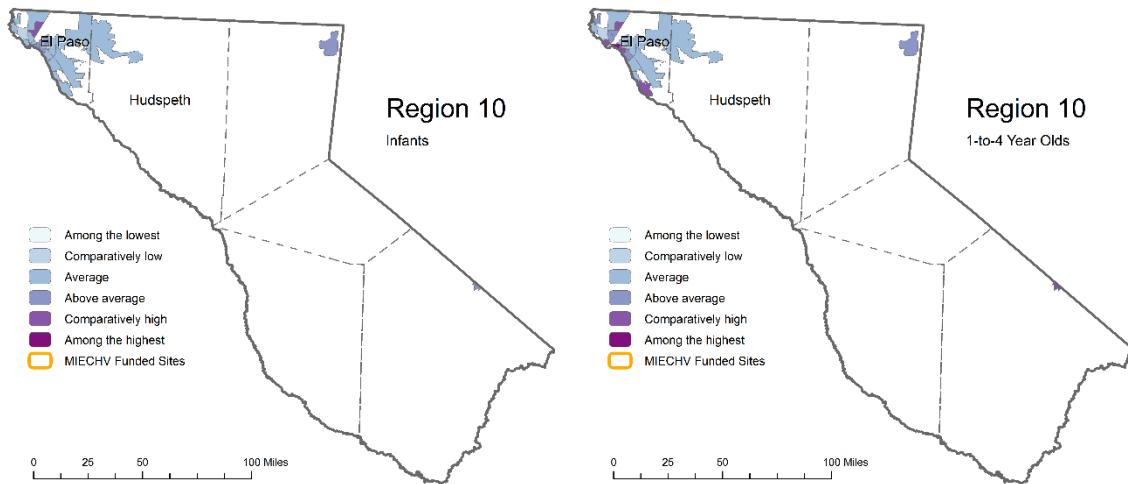 El Paso
Hudspeth
Region 10
Infants
Among the lowest
Comparatively low
Average
Above average
Comparatively high
Among the highest
MIECHV Funded Sites
0 25 50 100 Miles
El Paso
Hudspeth
Region 10
1-to-4 Year Olds
Among the lowest
Comparatively low
Average
Above average
Comparatively high
Among the highest
MIECHV Funded Sites
0 25 50 100 Miles